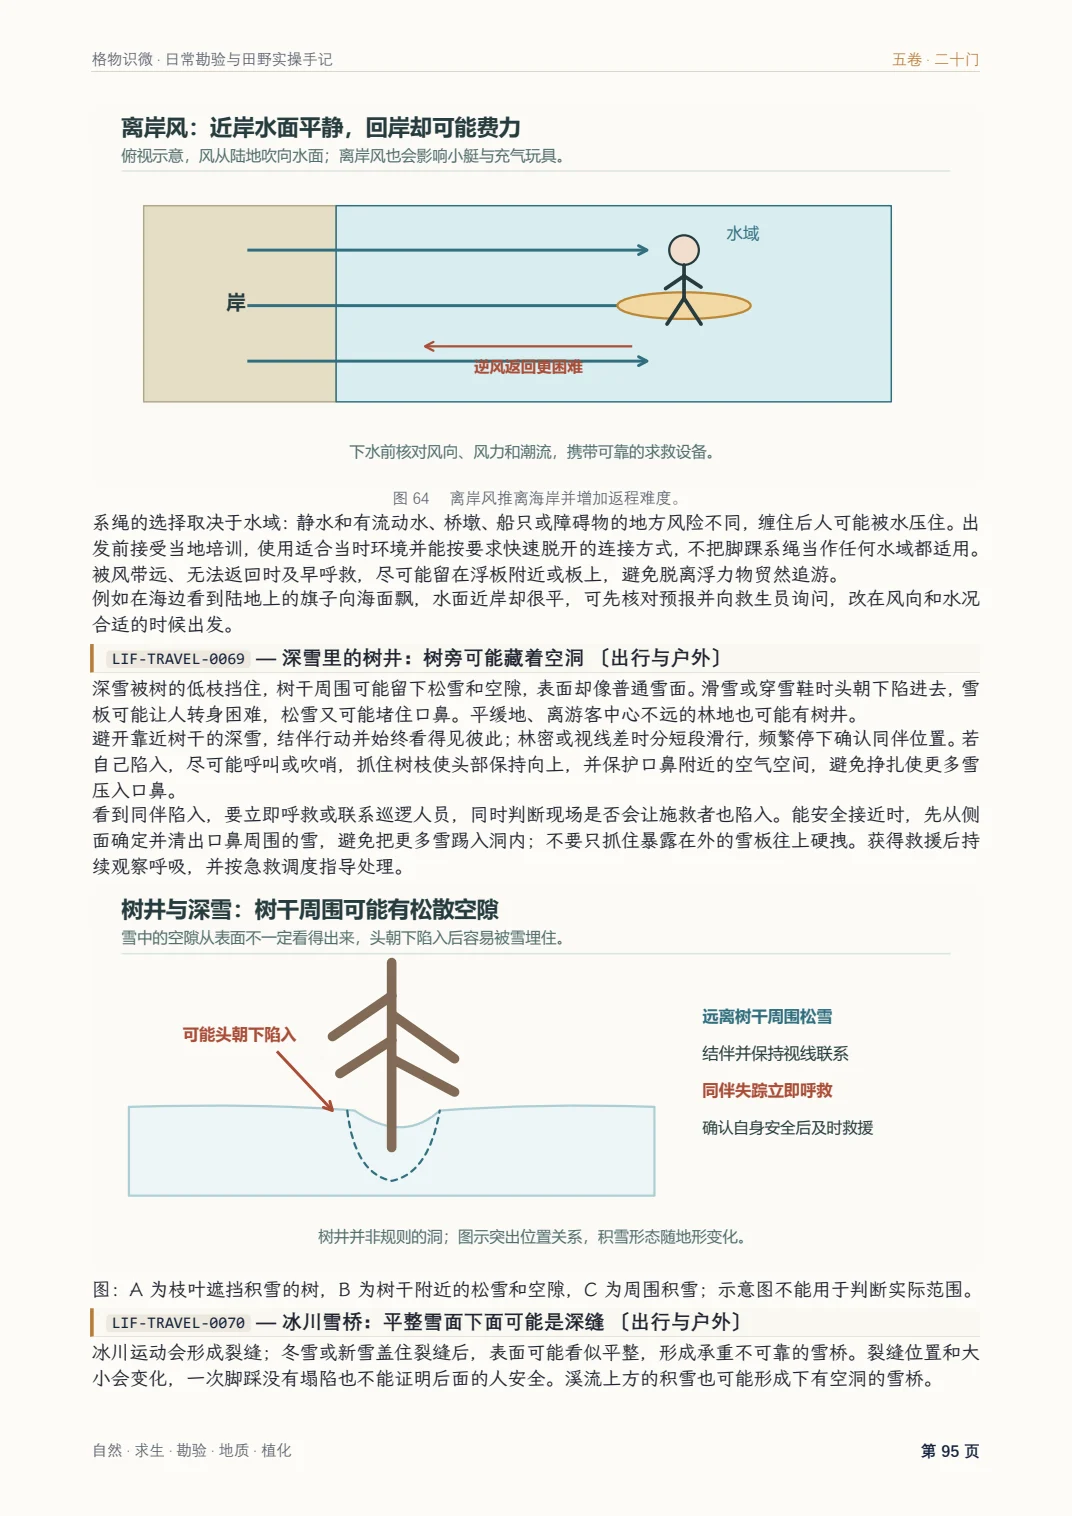 格物识微 · 日常勘验与田野实操手记
五卷 · 二十门
离岸风：近岸水面平静，回岸却可能费力
俯视示意，风从陆地吹向水面；离岸风也会影响小艇与充气玩具。
水域
岸
逆风返回更困难
下水前核对风向、风力和潮流，携带可靠的求救设备。
图 64 离岸风推离海岸并增加返程难度。
系绳的选择取决于水域：静水和有流动水、桥墩、船只或障碍物的地方风险不同，缠住后人可能被水压住。出
发前接受当地培训，使用适合当时环境并能按要求快速脱开的连接方式，不把脚踝系绳当作任何水域都适用。
被风带远、无法返回时及早呼救，尽可能留在浮板附近或板上，避免脱离浮力物贸然追游。
例如在海边看到陆地上的旗子向海面飘，水面近岸却很平，可先核对预报并向救生员询问，改在风向和水况
合适的时候出发。
LIF-TRAVEL-0069 — 深雪里的树井：树旁可能藏着空洞 〔出行与户外〕
深雪被树的低枝挡住，树干周围可能留下松雪和空隙，表面却像普通雪面。滑雪或穿雪鞋时头朝下陷进去，雪
板可能让人转身困难，松雪又可能堵住口鼻。平缓地、离游客中心不远的林地也可能有树井。
避开靠近树干的深雪，结伴行动并始终看得见彼此；林密或视线差时分短段滑行，频繁停下确认同伴位置。若
自己陷入，尽可能呼叫或吹哨，抓住树枝使头部保持向上，并保护口鼻附近的空气空间，避免挣扎使更多雪
压入口鼻。
看到同伴陷入，要立即呼救或联系巡逻人员，同时判断现场是否会让施救者也陷入。能安全接近时，先从侧
面确定并清出口鼻周围的雪，避免把更多雪踢入洞内；不要只抓住暴露在外的雪板往上硬拽。获得救援后持
续观察呼吸，并按急救调度指导处理。
树井与深雪：树干周围可能有松散空隙
雪中的空隙从表面不一定看得出来，头朝下陷入后容易被雪埋住。
可能头朝下陷入
远离树干周围松雪
结伴并保持视线联系
同伴失踪立即呼救
确认自身安全后及时救援
树井并非规则的洞；图示突出位置关系，积雪形态随地形变化。
图：A 为枝叶遮挡积雪的树，B 为树干附近的松雪和空隙，C 为周围积雪；示意图不能用于判断实际范围。
LIF-TRAVEL-0070 — 冰川雪桥：平整雪面下面可能是深缝 〔出行与户外〕
冰川运动会形成裂缝；冬雪或新雪盖住裂缝后，表面可能看似平整，形成承重不可靠的雪桥。裂缝位置和大
小会变化，一次脚踩没有塌陷也不能证明后面的人安全。溪流上方的积雪也可能形成下有空洞的雪桥。
自然 · 求生 · 勘验 · 地质 · 植化
第 95 页